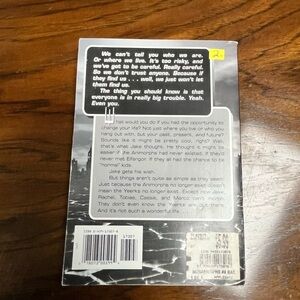 We can't tell you who we are.
Or where we live. It's too risky, and
we've got to be careful. Really careful.
So we don't trust anyone. Because if
they find us . . . well, we just won't let
them find us.
The thing you should know is that
everyone is in really big trouble. Yeah.
Even you.
What would you do if you had the opportunity to
change your life? Not just where you live or who you
hang out with, but your past, present, and future?
Sounds like it might be pretty cool, right? Well,
that's what Jake thought. He thought it might be
easier if the Animorphs had never
never met Elfangor. If they all had the chance to be
"normal" kids.
Jake gets his wish.
But things aren't quite as simple as they seem.
Just because the Animorphs no longer exist doesn't
mean the Yeerks no longer exist. Except now Jake,
Rachel, Tobias, Cassie, and Marco can't morph.
They don't even know the Yeerks are out there.
And it's not such a wonderful life. . . .